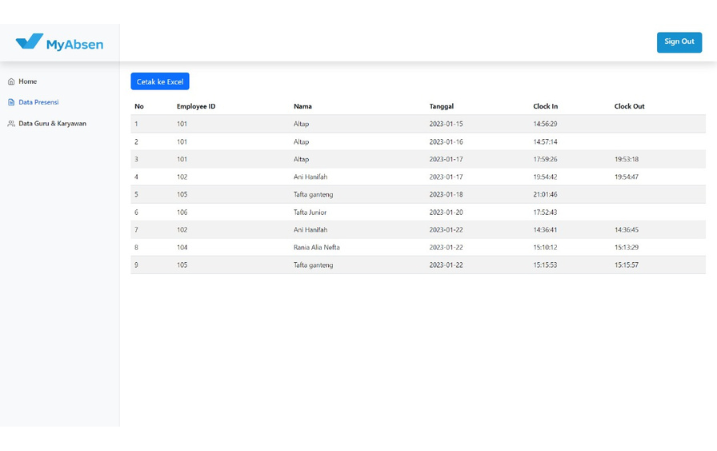 MyAbsen
Sign Out
Home
Data Presensi
Data Guru & Karyawan
Cetak ke Excel
No Employee ID Nama Tanggal Clock In Clock Out
1 101 Altap 2023-01-15 14:56:29
2 101 Altap 2023-01-16 14:57:14
3 101 Altap 2023-01-17 17:59:26 19:53:18
4 102 Ani Hanifah 2023-01-17 19:54:42 19:54:47
5 105 Tafta ganteng 2023-01-18 21:01:46
6 106 Tafta Junior 2023-01-20 17:52:43
7 102 Ani Hanifah 2023-01-22 14:36:41 14:36:45
8 104 Rania Alia Nefta 2023-01-22 15:10:12 15:13:29
9 105 Tafta ganteng 2023-01-22 15:15:53 15:15:57